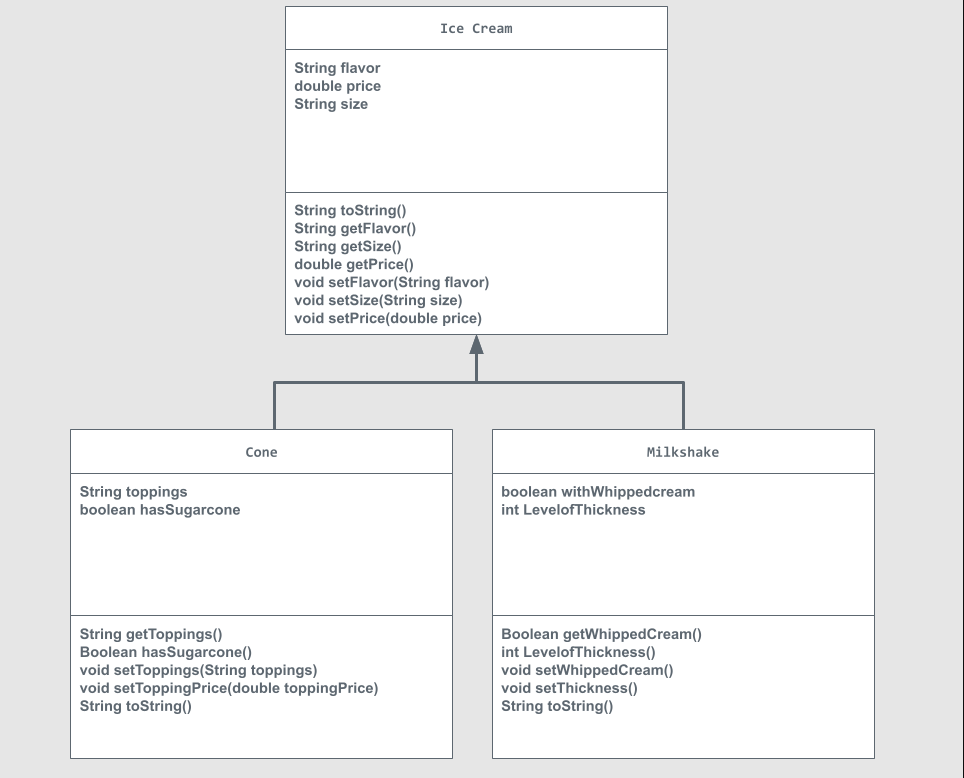 Ice Cream
String flavor
double price
String size
String toString()
String getFlavor()
String getSize()
double getPrice()
void setFlavor(String flavor)
void setSize(String size)
void setPrice(double price)
Cone
String toppings
boolean hasSugarcone
String getToppings()
Boolean hasSugarcone()
void setToppings(String toppings)
void setToppingPrice(double toppingPrice)
String toString()
Milkshake
boolean withWhippedcream
int LevelofThickness
Boolean getWhippedCream()
int LevelofThickness()
void setWhippedCream()
void setThickness()
String toString()